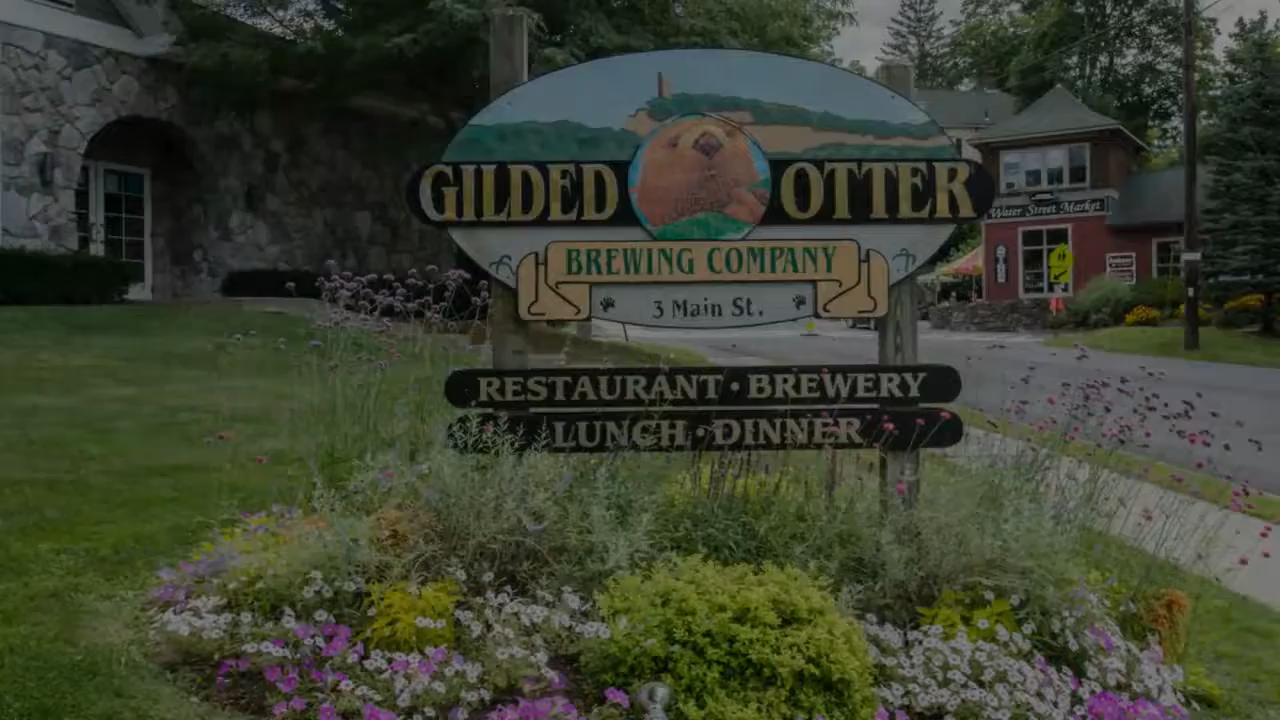 GILDED OTTER
BREWING COMPANY
3 Main St.
RESTAURANT · BREWERY
LUNCH · DINNER
Water Street Market